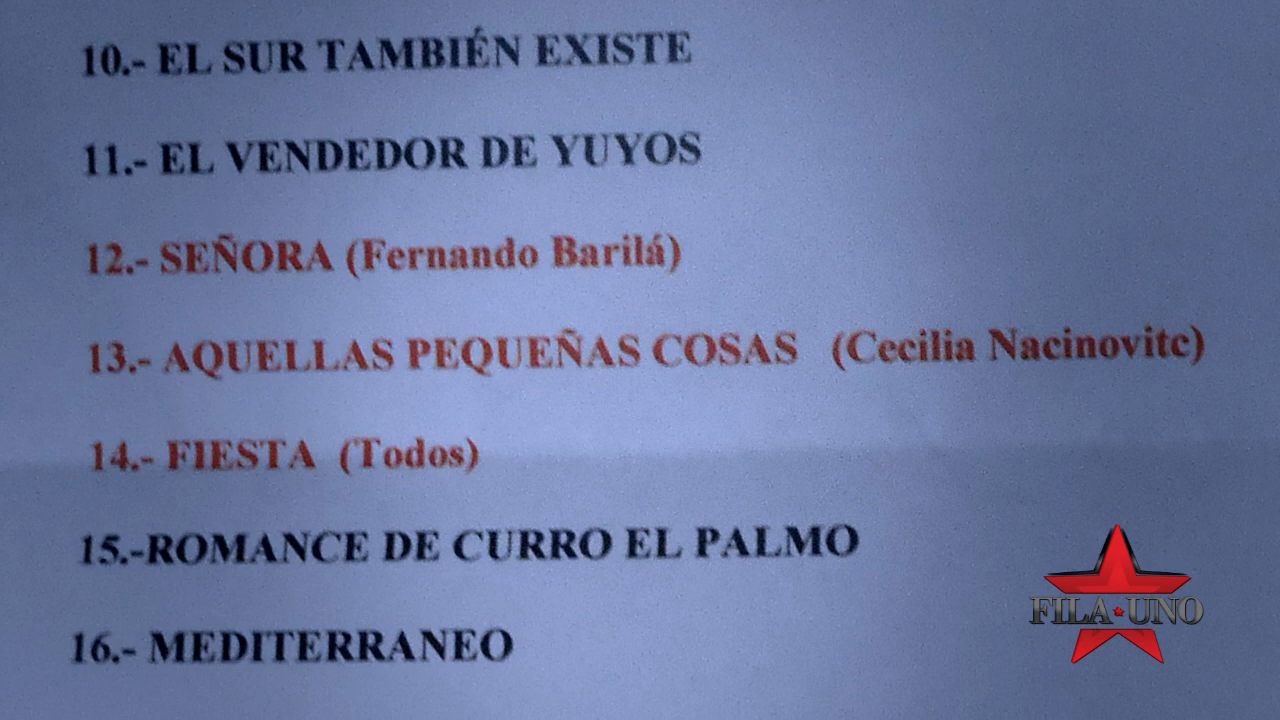 10.- EL SUR TAMBIÉN EXISTE
11.- EL VENDEDOR DE YUYOS
12.- SEÑORA (Fernando Barilá)
13.- AQUELLAS PEQUEÑAS COSAS (Cecilia Nacinovitc)
14.- FIESTA (Todos)
15.-ROMANCE DE CURRO EL PALMO
16.- MEDITERRANEO
FILA UNO